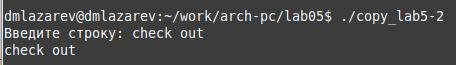 dmlazarev@dmlazarev:~/work/arch-pc/lab05$ ./copy_lab5-2
Введите строку: check out
check out